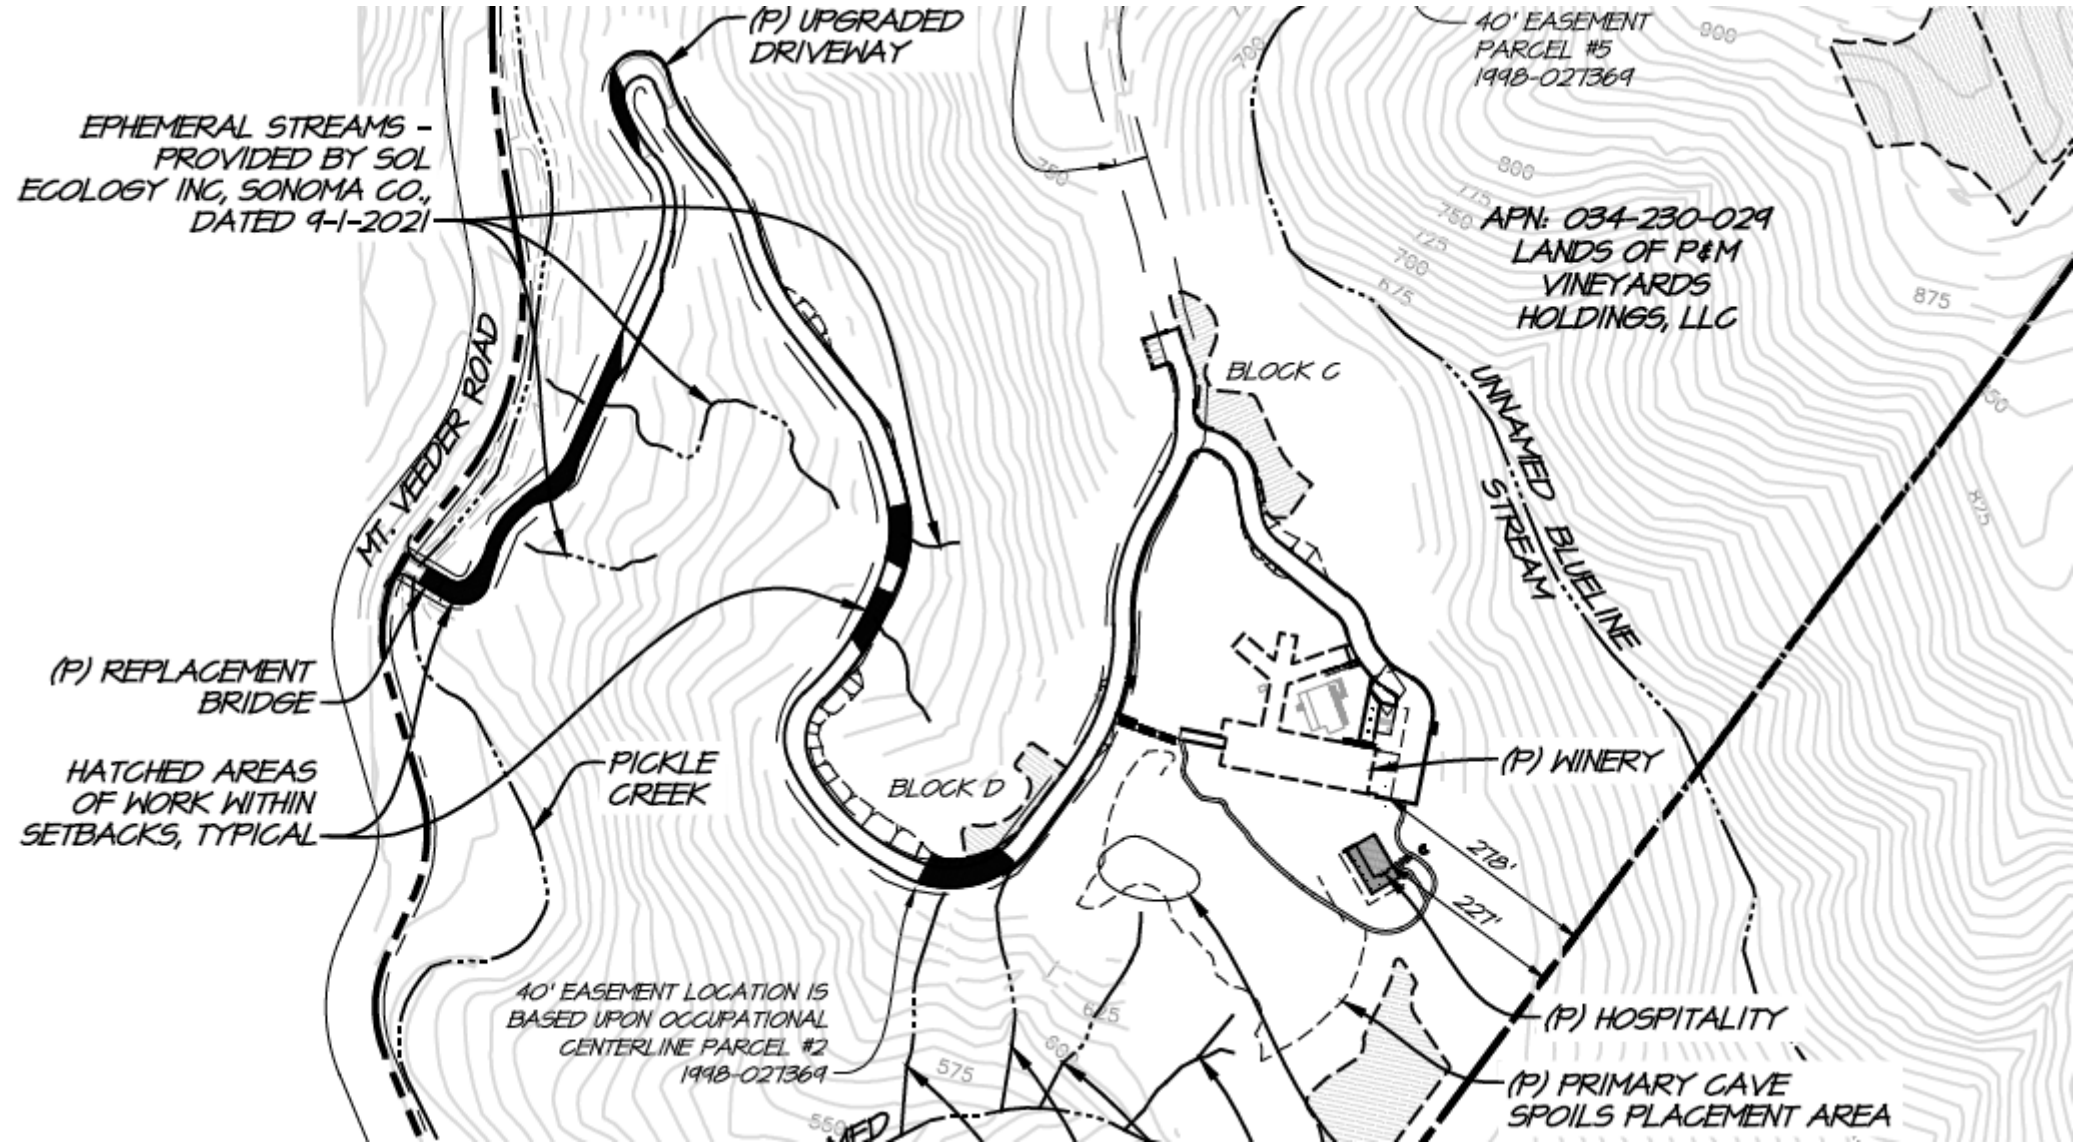 (P) UPGRADED
DRIVEWAY
40' EASEMENT
PARCEL #5
1998-027369
900
700
EPHEMERAL STREAMS -
PROVIDED BY SOL
ECOLOGY INC, SONOMA CO.,
DATED 9-1-2021
750
800
775
750
725
700
675
APN: 034-230-029
LANDS OF P&M
VINEYARDS
HOLDINGS, LLC
875
MT. VEEDER ROAD
BLOCK C
UNNAMED BLUELINE
STREAM
825
(P) REPLACEMENT
BRIDGE
HATCHED AREAS
OF WORK WITHIN
SETBACKS, TYPICAL
PICKLE
CREEK
BLOCK D
(P) WINERY
278'
227'
40' EASEMENT LOCATION IS
BASED UPON OCCUPATIONAL
CENTERLINE PARCEL #2
1998-027369
625
575
550
(P) HOSPITALITY
(P) PRIMARY CAVE
SPOILS PLACEMENT AREA